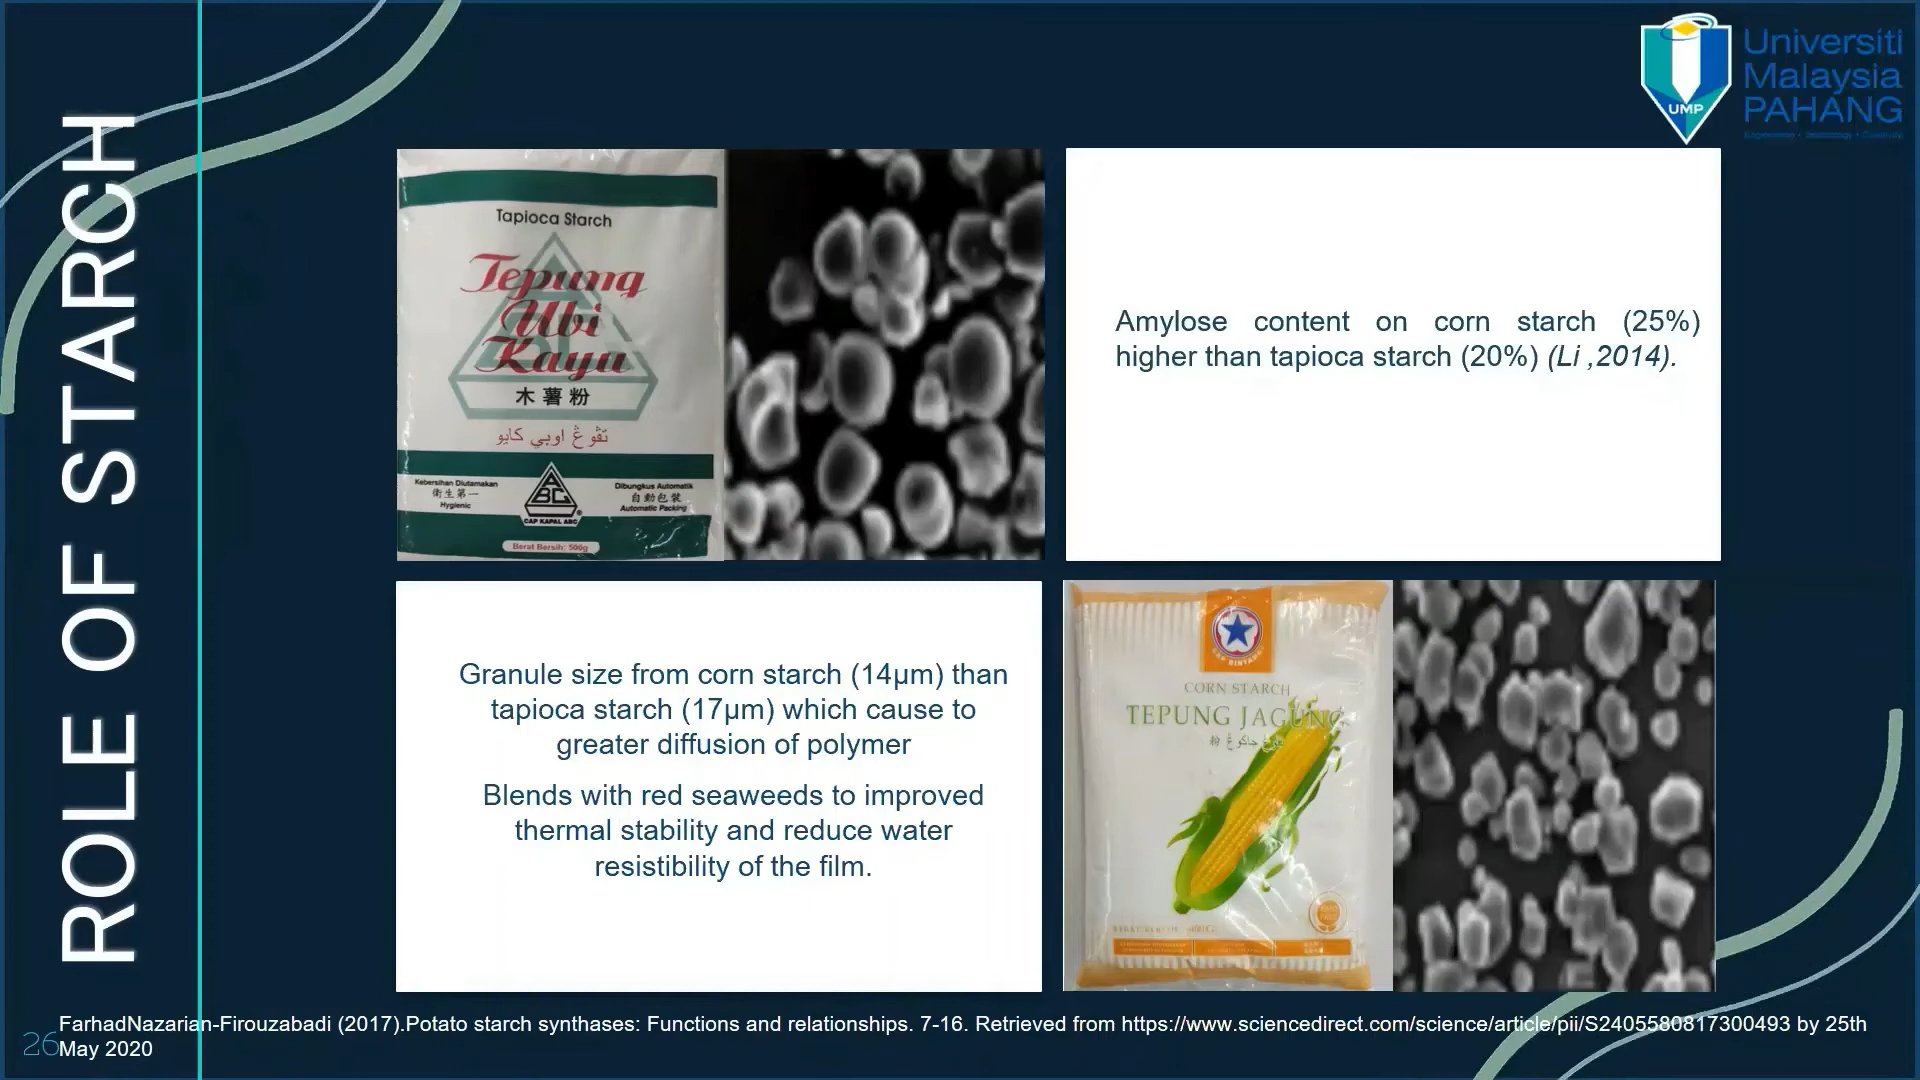 ROLE OF STARCH
UMP
Universiti
Malaysia
PAHANG
Tapioca Starch
Tepung
Ubi
Kayu
木薯粉
تڤوڠ اوبي كايو
Kebersihan Diutamakan
衛生第一
Hygienic
ABC
CAP KAPAL ABC
Dibungkus Automatik
自動包裝
Automatic Packing
Berat Bersih: 500g
Amylose content on corn starch (25%)
higher than tapioca starch (20%) (Li ,2014).
Granule size from corn starch (14µm) than
tapioca starch (17µm) which cause to
greater diffusion of polymer
Blends with red seaweeds to improved
thermal stability and reduce water
resistibility of the film.
CAP BINTANG
CORN STARCH
TEPUNG JAGUNG
FarhadNazarian-Firouzabadi (2017).Potato starch synthases: Functions and relationships. 7-16. Retrieved from https://www.sciencedirect.com/science/article/pii/S2405580817300493 by 25th
May 2020
26